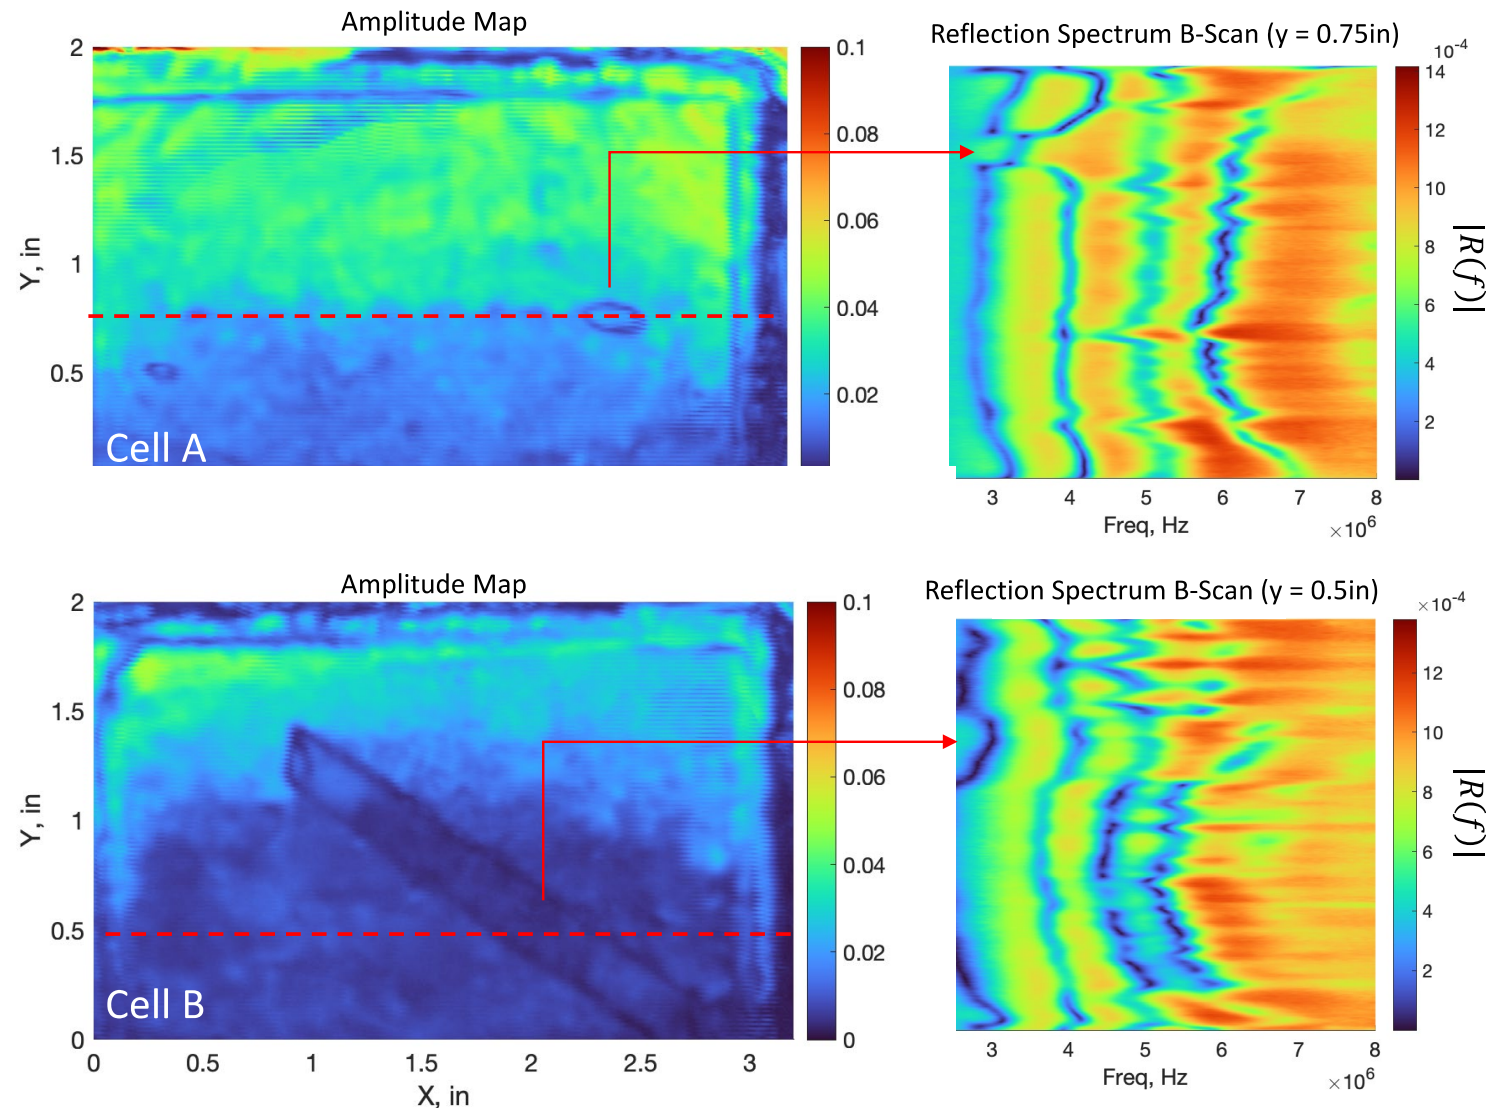 Amplitude Map
2
1.5
1
0.5
Y, in
Cell A
0.1
0.08
0.06
0.04
0.02
Reflection Spectrum B-Scan (y = 0.75in)
3 4 5 6 7 8
Freq, Hz
×10⁶
10⁻⁴
14
12
10
8
6
4
2
|R(f)|
Amplitude Map
2
1.5
1
0.5
0
Y, in
Cell B
0 0.5 1 1.5 2 2.5 3
X, in
0.1
0.08
0.06
0.04
0.02
0
Reflection Spectrum B-Scan (y = 0.5in)
3 4 5 6 7 8
Freq, Hz
×10⁶
×10⁻⁴
12
10
8
6
4
2
|R(f)|